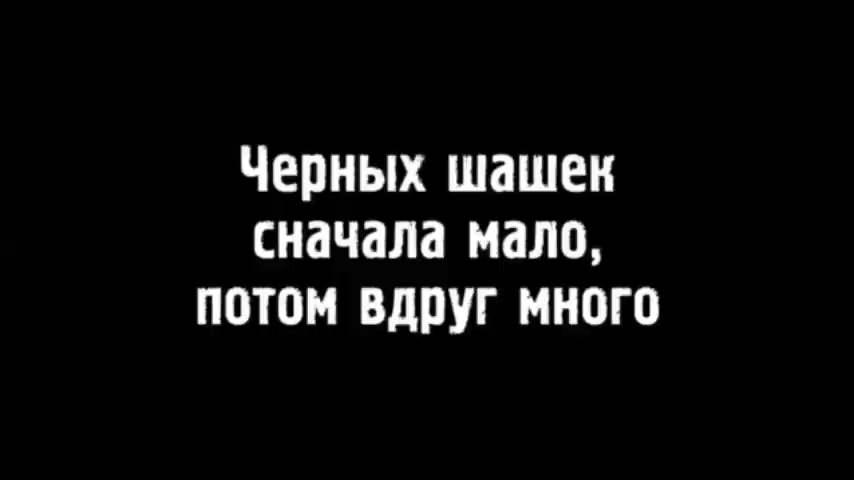 Черных шашек
сначала мало,
потом вдруг много